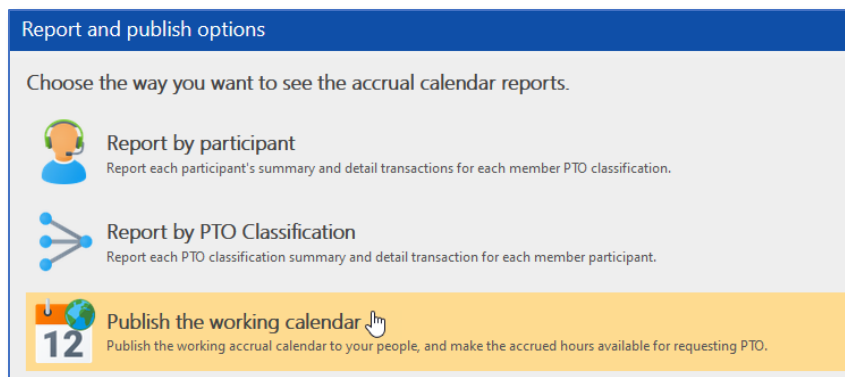 Report and publish options
Choose the way you want to see the accrual calendar reports.
Report by participant
Report each participant's summary and detail transactions for each member PTO classification.
Report by PTO Classification
Report each PTO classification summary and detail transaction for each member participant.
12
Publish the working calendar
Publish the working accrual calendar to your people, and make the accrued hours available for requesting PTO.